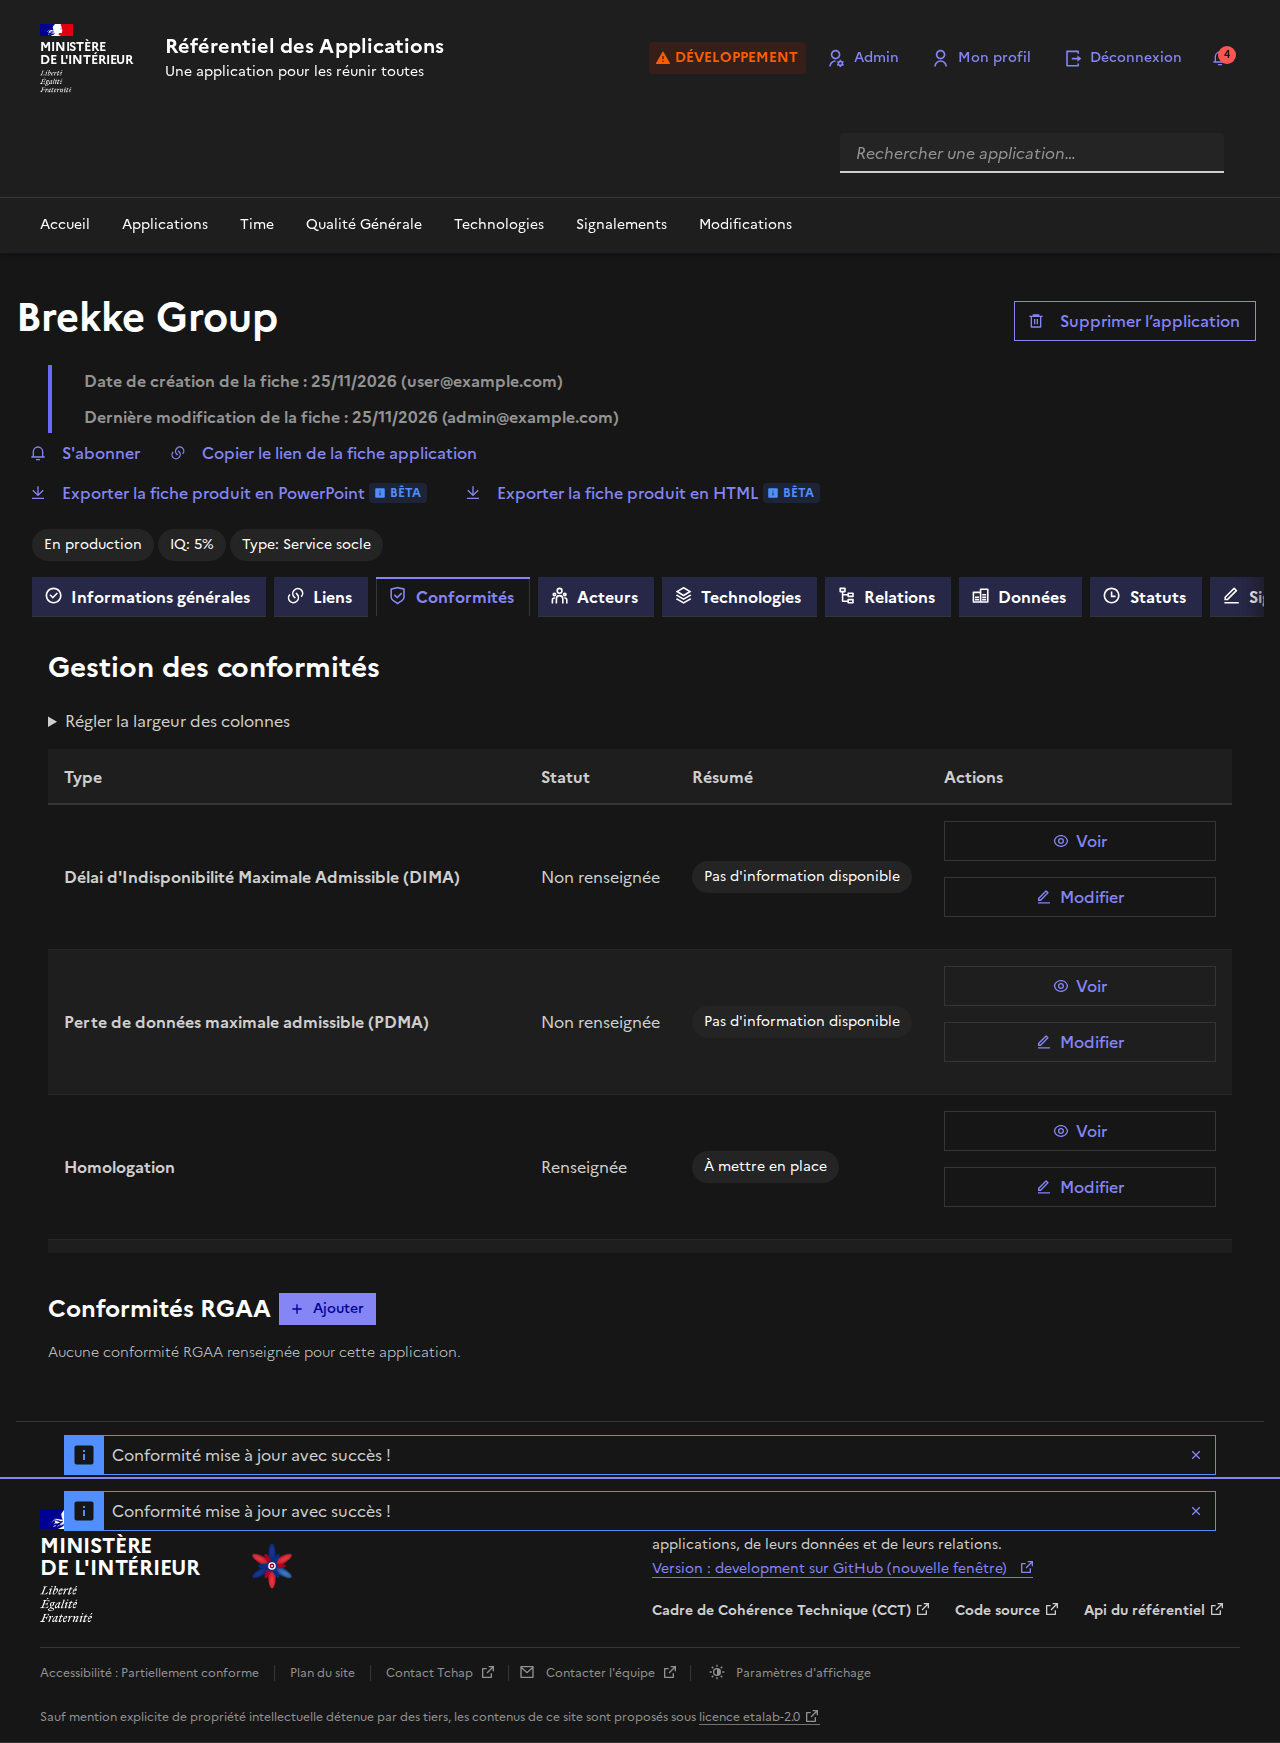 MINISTÈRE
DE L'INTÉRIEUR
Liberté
Égalité
Fraternité
Référentiel des Applications
Une application pour les réunir toutes
DÉVELOPPEMENT
Admin
Mon profil
Déconnexion
4
Rechercher une application…
Accueil
Applications
Time
Qualité Générale
Technologies
Signalements
Modifications
Brekke Group
Supprimer l’application
Date de création de la fiche : 25/11/2026 (user@example.com)
Dernière modification de la fiche : 25/11/2026 (admin@example.com)
S'abonner
Copier le lien de la fiche application
Exporter la fiche produit en PowerPoint BÊTA
Exporter la fiche produit en HTML BÊTA
En production
IQ: 5%
Type: Service socle
Informations générales
Liens
Conformités
Acteurs
Technologies
Relations
Données
Statuts
Gestion des conformités
Régler la largeur des colonnes
Type
Statut
Résumé
Actions
Délai d'Indisponibilité Maximale Admissible (DIMA)
Non renseignée
Pas d'information disponible
Voir
Modifier
Perte de données maximale admissible (PDMA)
Non renseignée
Pas d'information disponible
Voir
Modifier
Homologation
Renseignée
À mettre en place
Voir
Modifier
Conformités RGAA
Ajouter
Aucune conformité RGAA renseignée pour cette application.
Conformité mise à jour avec succès !
Conformité mise à jour avec succès !
MINISTÈRE
DE L'INTÉRIEUR
Liberté
Égalité
Fraternité
applications, de leurs données et de leurs relations.
Version : development sur GitHub (nouvelle fenêtre)
Cadre de Cohérence Technique (CCT)
Code source
Api du référentiel
Accessibilité : Partiellement conforme
Plan du site
Contact Tchap
Contacter l'équipe
Paramètres d'affichage
Sauf mention explicite de propriété intellectuelle détenue par des tiers, les contenus de ce site sont proposés sous licence etalab-2.0